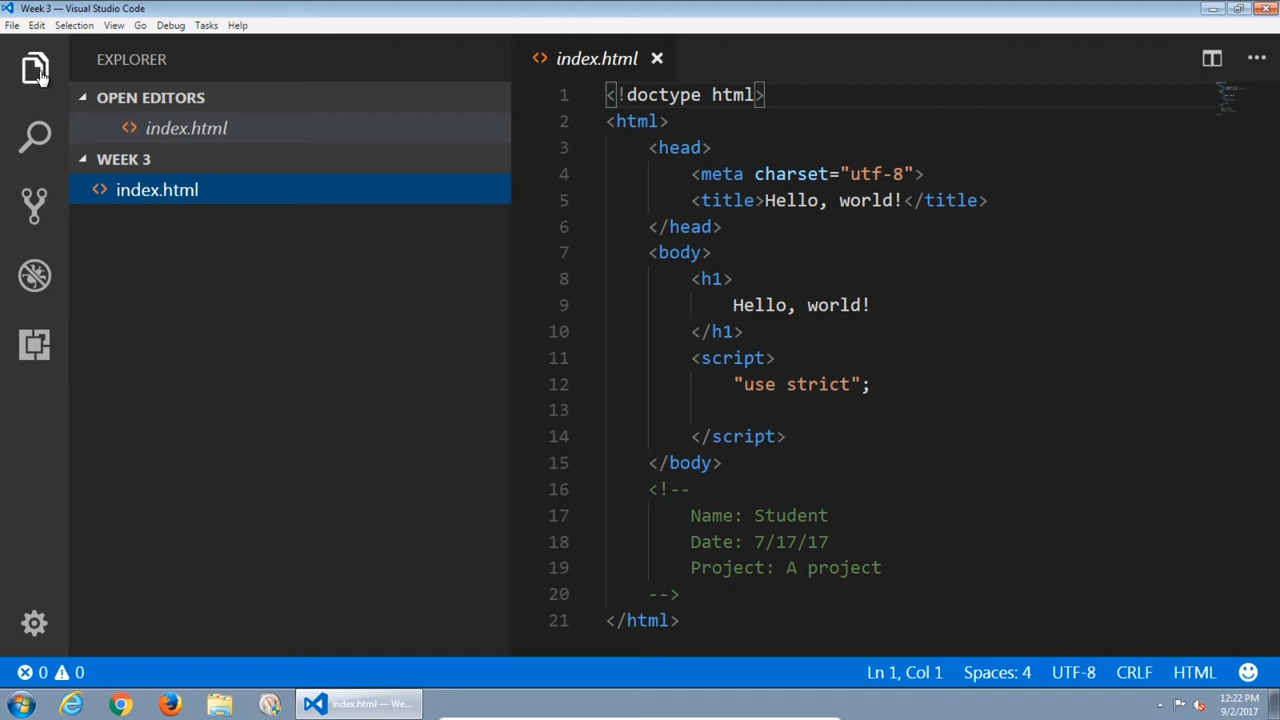 Week 3 — Visual Studio Code
File Edit Selection View Go Debug Tasks Help
EXPLORER
OPEN EDITORS
index.html
WEEK 3
index.html
index.html
1 <!doctype html>
2 <html>
3 <head>
4 <meta charset="utf-8">
5 <title>Hello, world!</title>
6 </head>
7 <body>
8 <h1>
9 Hello, world!
10 </h1>
11 <script>
12 "use strict";
13
14 </script>
15 </body>
16 <!--
17 Name: Student
18 Date: 7/17/17
19 Project: A project
20 -->
21 </html>
0 0 Ln 1, Col 1 Spaces: 4 UTF-8 CRLF HTML
index.html — We...
12:22 PM
9/2/2017